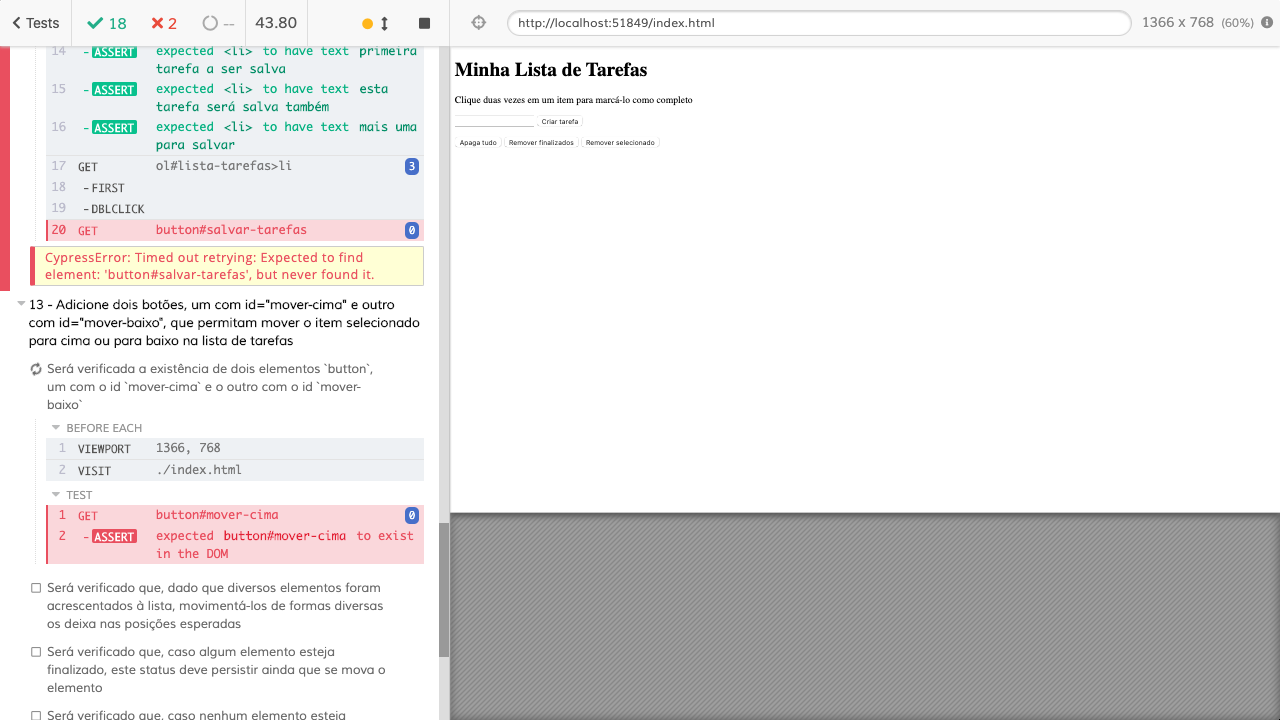 Tests
18
2
--
43.80
http://localhost:51849/index.html
1366 x 768 (60%)
14 -ASSERT expected <li> to have text primeira
tarefa a ser salva
15 -ASSERT expected <li> to have text esta
tarefa será salva também
16 -ASSERT expected <li> to have text mais uma
para salvar
17 GET ol#lista-tarefas>li 3
18 -FIRST
19 -DBLCLICK
20 GET button#salvar-tarefas 0
CypressError: Timed out retrying: Expected to find
element: 'button#salvar-tarefas', but never found it.
13 - Adicione dois botões, um com id="mover-cima" e outro
com id="mover-baixo", que permitam mover o item selecionado
para cima ou para baixo na lista de tarefas
Será verificada a existência de dois elementos `button`,
um com o id `mover-cima` e o outro com o id `mover-
baixo`
BEFORE EACH
1 VIEWPORT 1366, 768
2 VISIT ./index.html
TEST
1 GET button#mover-cima 0
2 -ASSERT expected button#mover-cima to exist
in the DOM
Será verificado que, dado que diversos elementos foram
acrescentados à lista, movimentá-los de formas diversas
os deixa nas posições esperadas
Será verificado que, caso algum elemento esteja
finalizado, este status deve persistir ainda que se mova o
elemento
Será verificado que, caso nenhum elemento esteja
Minha Lista de Tarefas
Clique duas vezes em um item para marcá-lo como completo
Criar tarefa
Apaga tudo Remover finalizados Remover selecionado